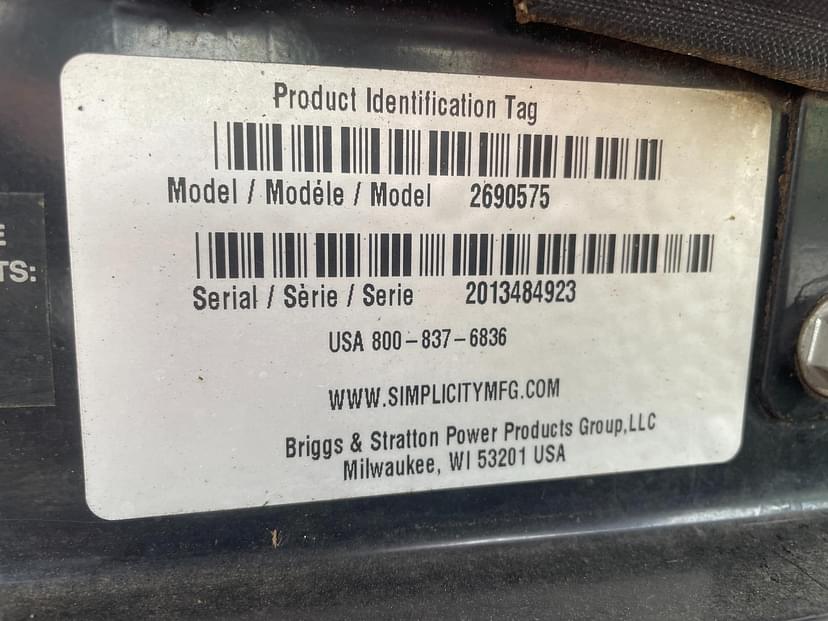 Product Identification Tag
Model / Modéle / Model 2690575
Serial / Sèrie / Serie 2013484923
USA 800-837-6836
WWW.SIMPLICITYMFG.COM
Briggs & Stratton Power Products Group,LLC
Milwaukee, WI 53201 USA